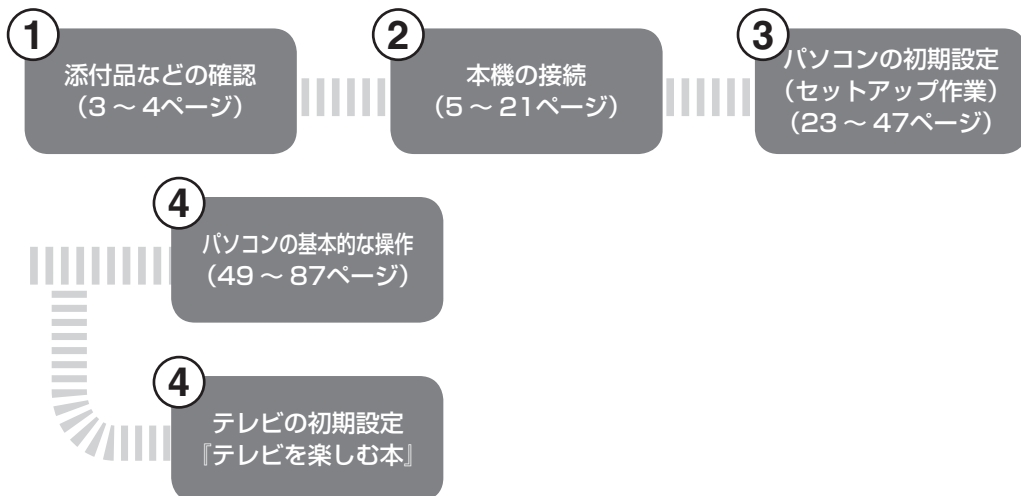 1
添付品などの確認
（3 ～ 4ページ）
2
本機の接続
（5 ～ 21ページ）
3
パソコンの初期設定
（セットアップ作業）
（23 ～ 47ページ）
4
パソコンの基本的な操作
（49 ～ 87ページ）
4
テレビの初期設定
『テレビを楽しむ本』